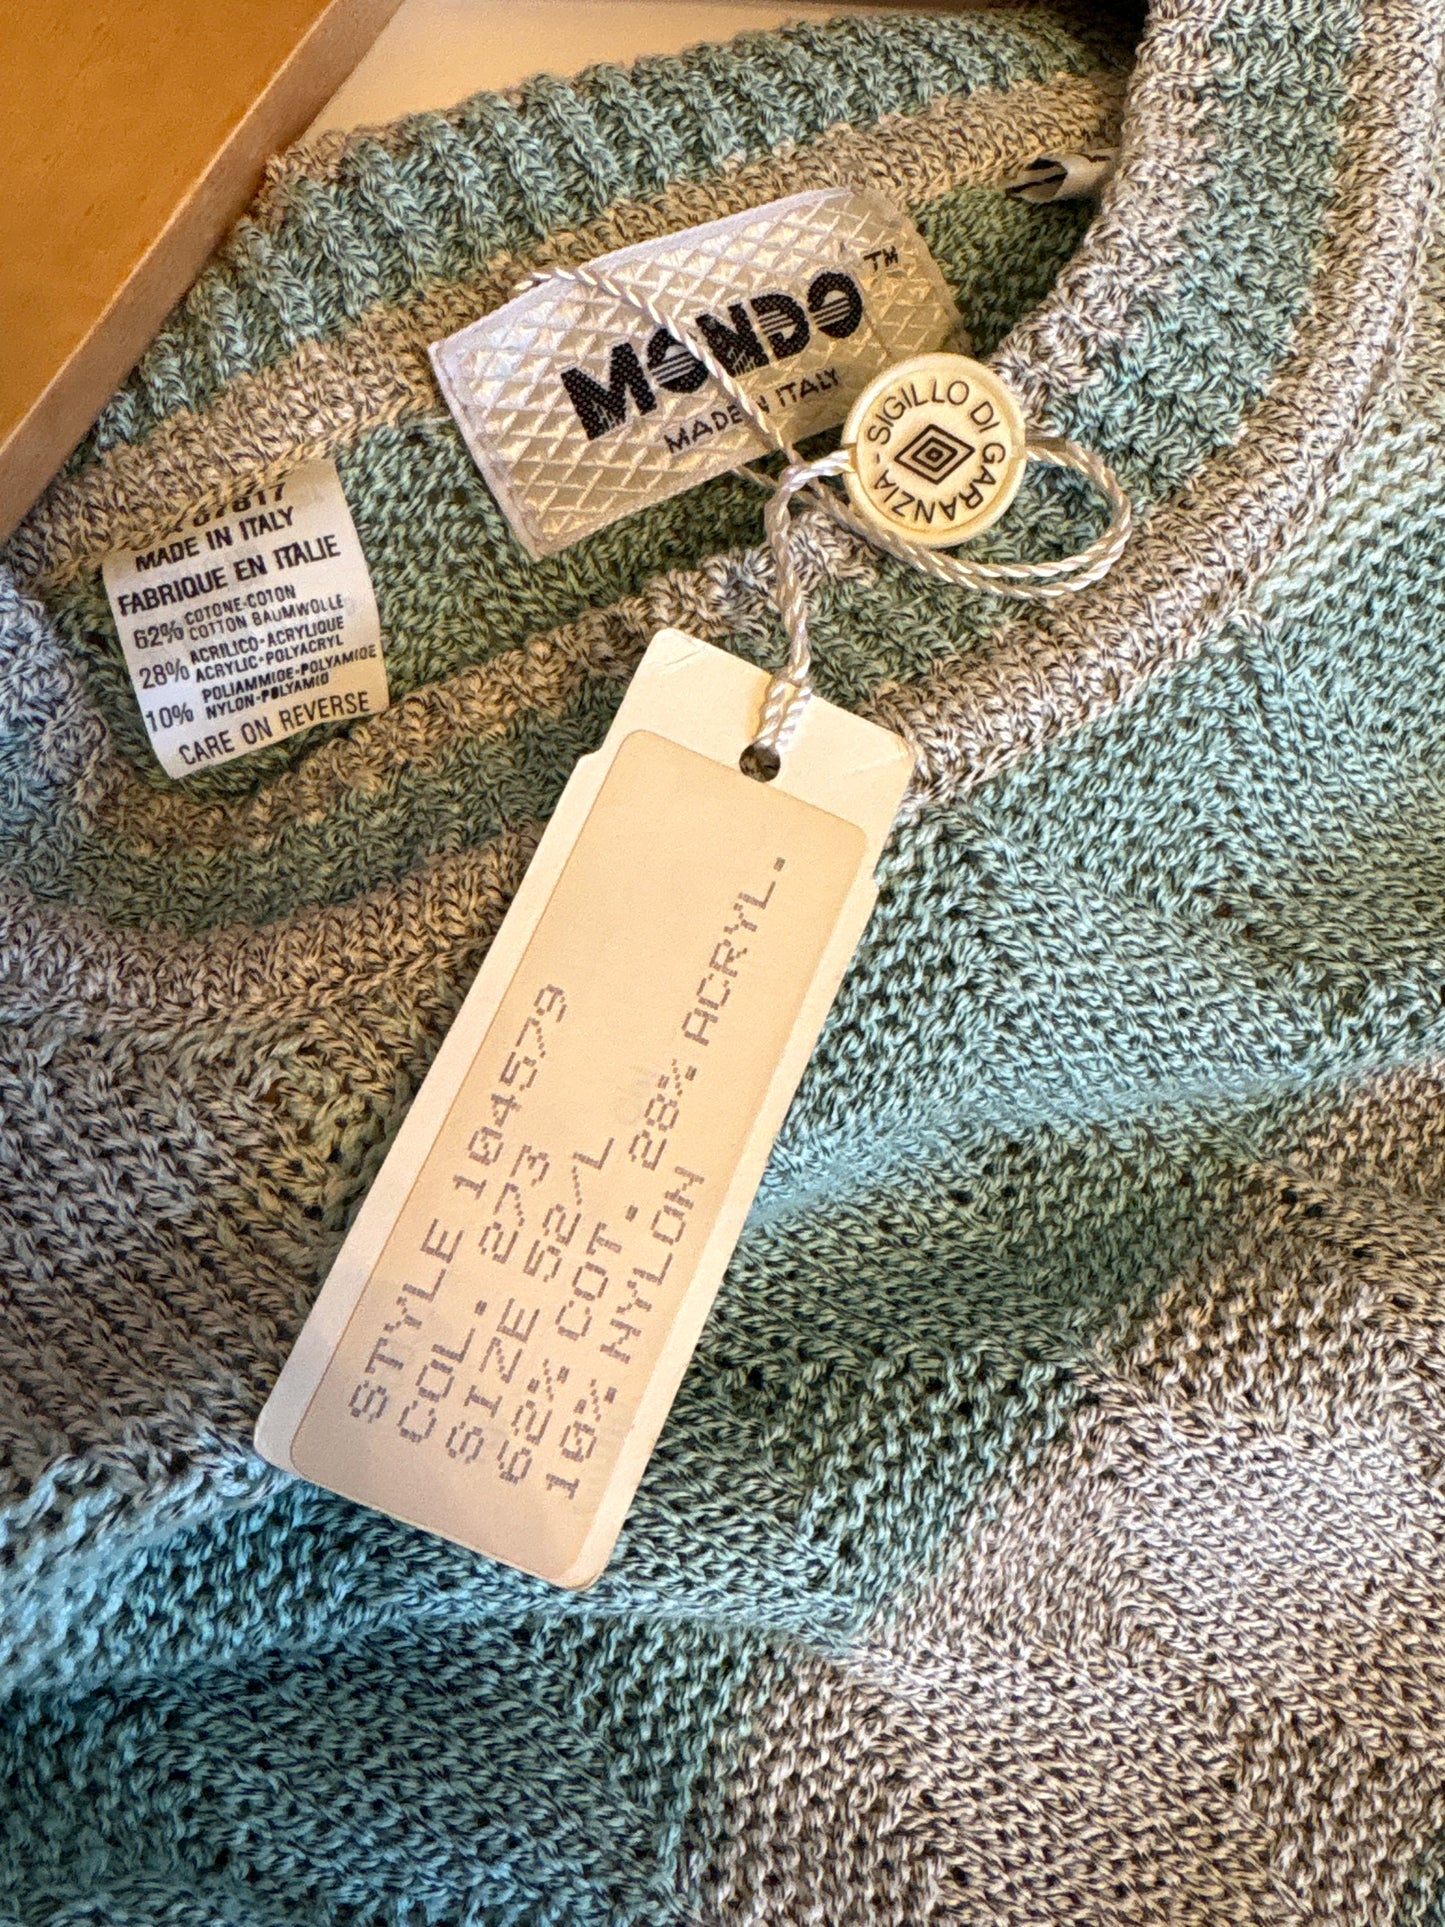 MONDO™
MADE IN ITALY
SIGILLO DI GARANZIA -
MADE IN ITALY
FABRIQUE EN ITALIE
62% COTONE-COTON
COTTON BAUMWOLLE
28% ACRILICO-ACRYLIQUE
ACRYLIC-POLYACRYL
10% POLIAMMIDE-POLYAMIDE
NYLON-POLYAMID
CARE ON REVERSE
STYLE 104579
COL. 273
SIZE 52/L
62% COT. 28% ACRYL.
10% NYLON